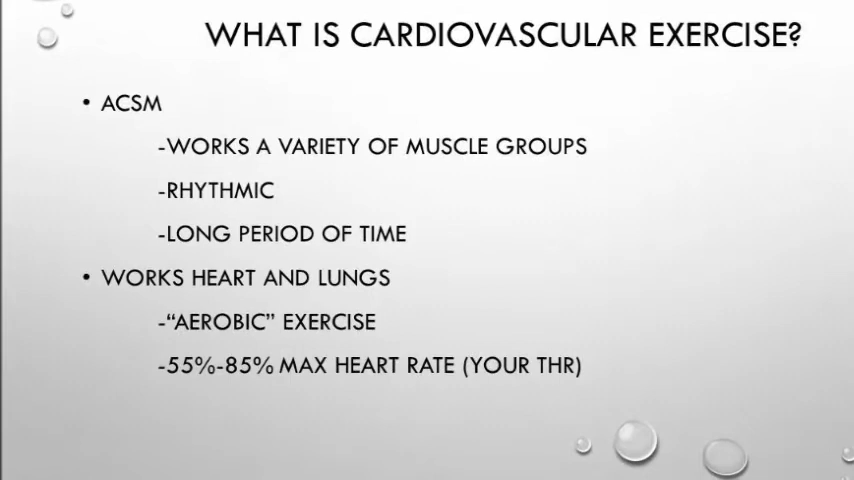 WHAT IS CARDIOVASCULAR EXERCISE?
• ACSM
-WORKS A VARIETY OF MUSCLE GROUPS
-RHYTHMIC
-LONG PERIOD OF TIME
• WORKS HEART AND LUNGS
-“AEROBIC” EXERCISE
-55%-85% MAX HEART RATE (YOUR THR)